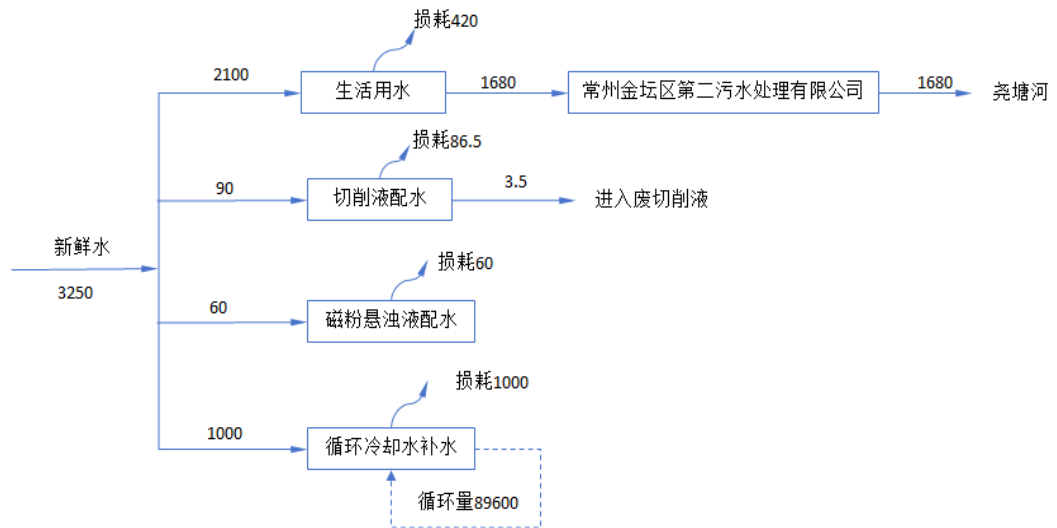 损耗420
2100
生活用水
1680
常州金坛区第二污水处理有限公司
1680
尧塘河
损耗86.5
90
切削液配水
3.5
进入废切削液
新鲜水
3250
损耗60
60
磁粉悬浊液配水
损耗1000
1000
循环冷却水补水
循环量89600